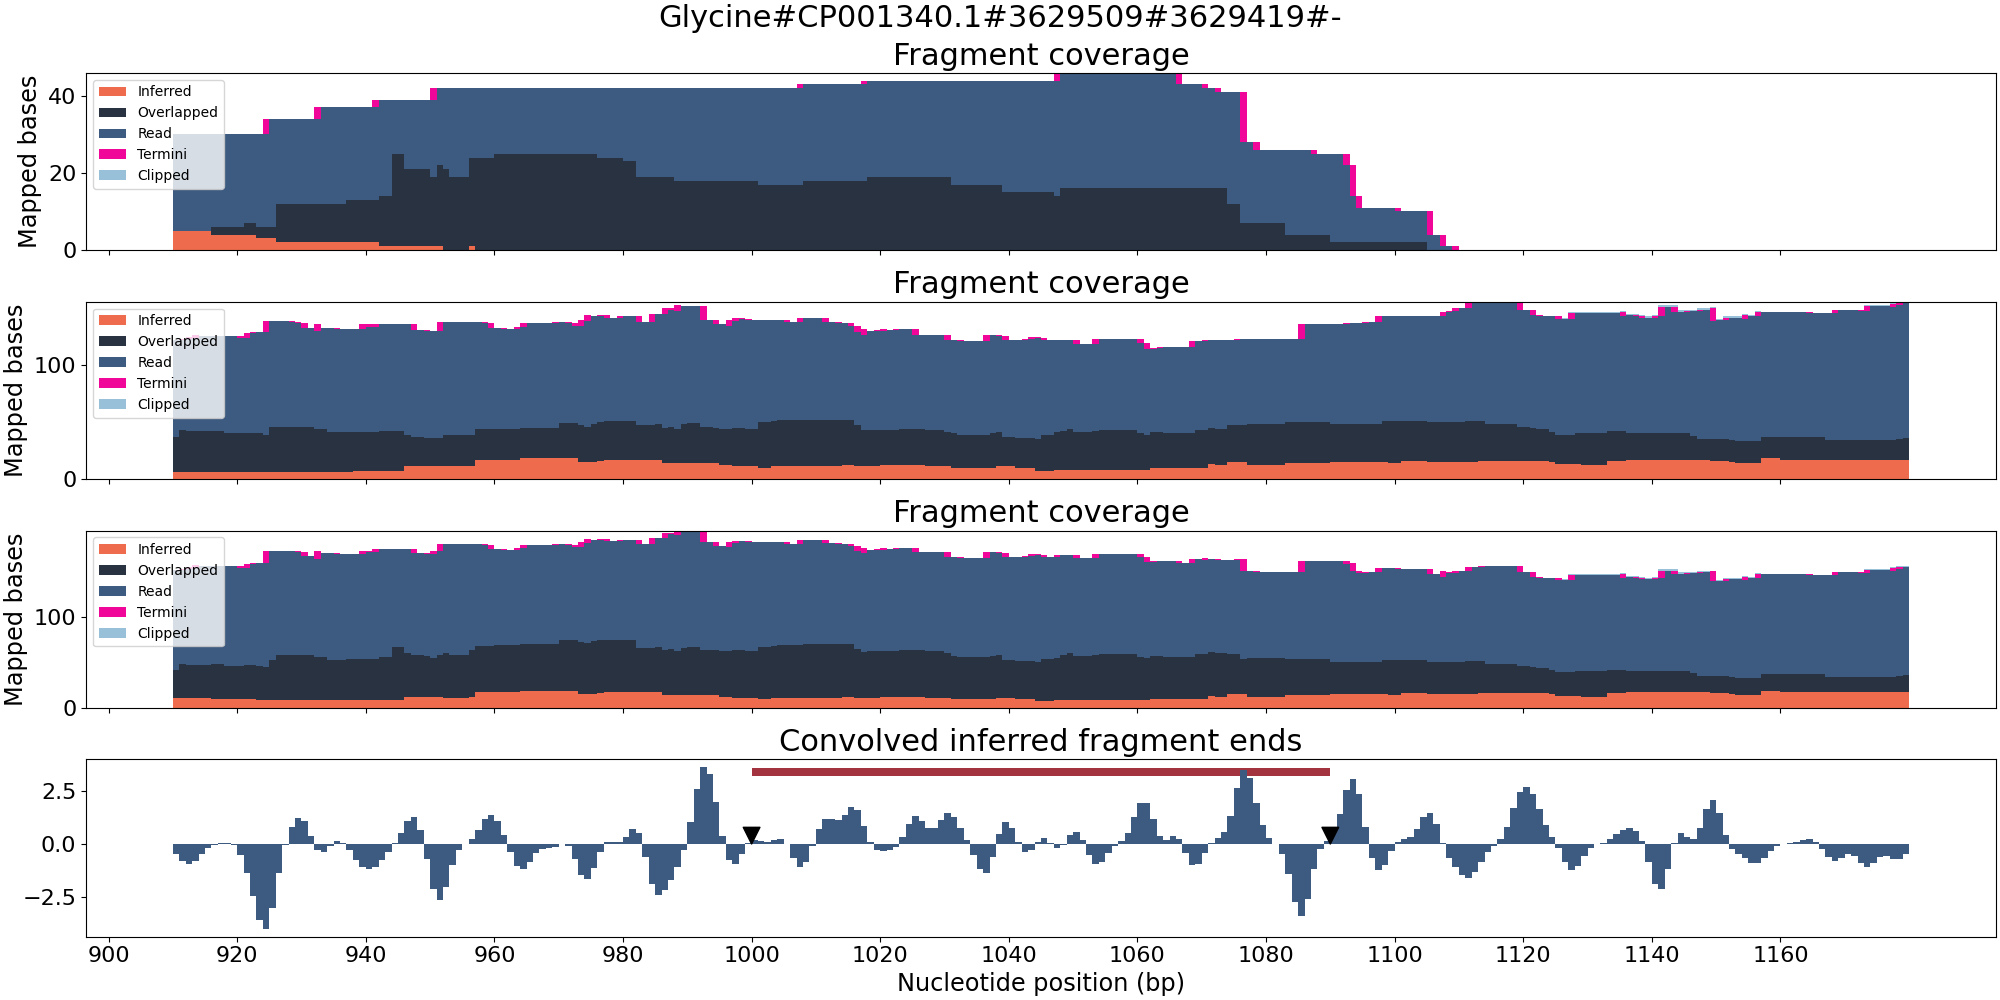 Glycine#CP001340.1#3629509#3629419#-
Fragment coverage
Mapped bases
40
20
0
Inferred
Overlapped
Read
Termini
Clipped
Fragment coverage
Mapped bases
100
0
Inferred
Overlapped
Read
Termini
Clipped
Fragment coverage
Mapped bases
100
0
Inferred
Overlapped
Read
Termini
Clipped
Convolved inferred fragment ends
2.5
0.0
−2.5
900 920 940 960 980 1000 1020 1040 1060 1080 1100 1120 1140 1160
Nucleotide position (bp)